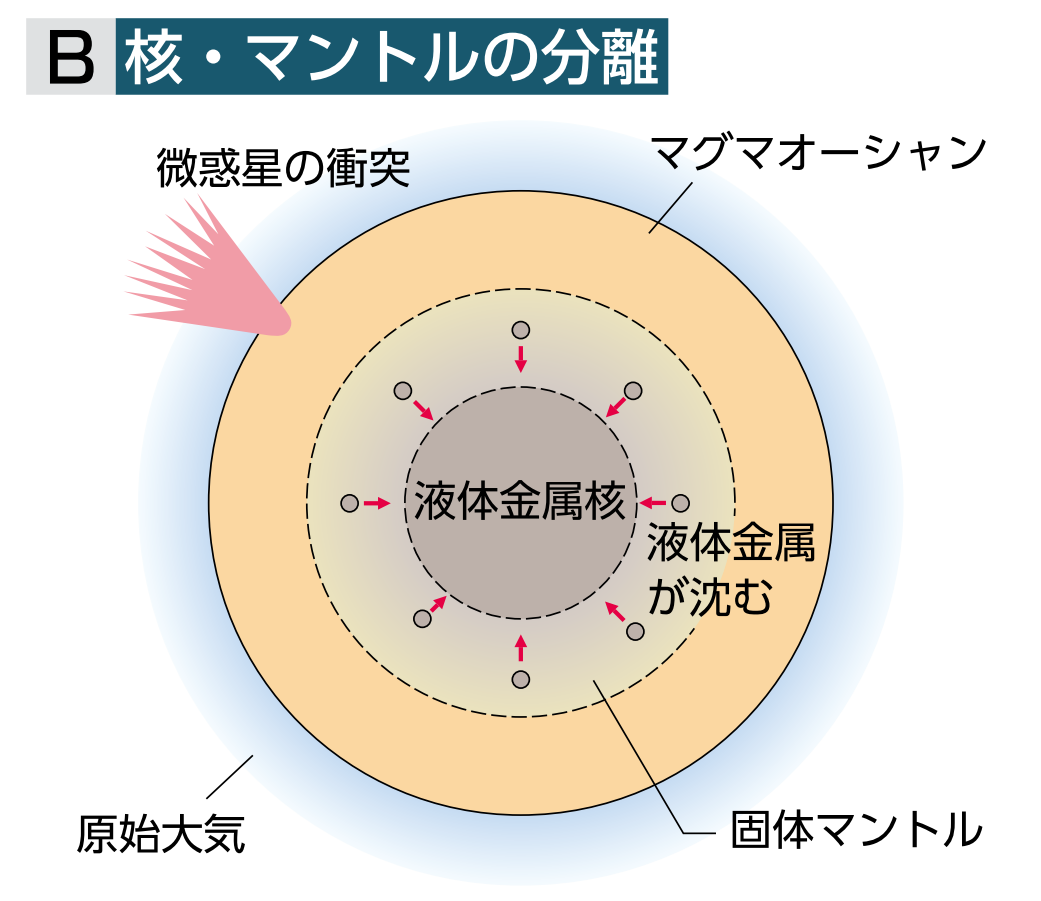 B 核・マントルの分離
微惑星の衝突
マグマオーシャン
液体金属核
液体金属
が沈む
原始大気
固体マントル